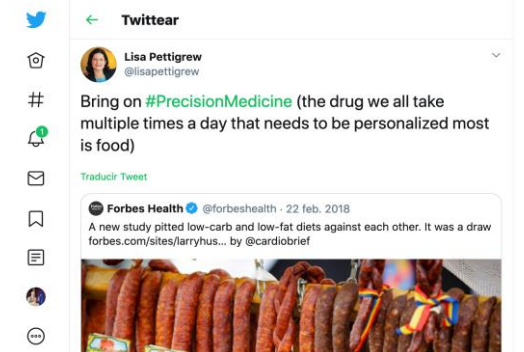 Twittear
Lisa Pettigrew
@lisapettigrew
Bring on #PrecisionMedicine (the drug we all take
multiple times a day that needs to be personalized most
is food)
Traducir Tweet
Forbes Health @forbeshealth · 22 feb. 2018
A new study pitted low-carb and low-fat diets against each other. It was a draw
forbes.com/sites/larryhus... by @cardiobrief
1